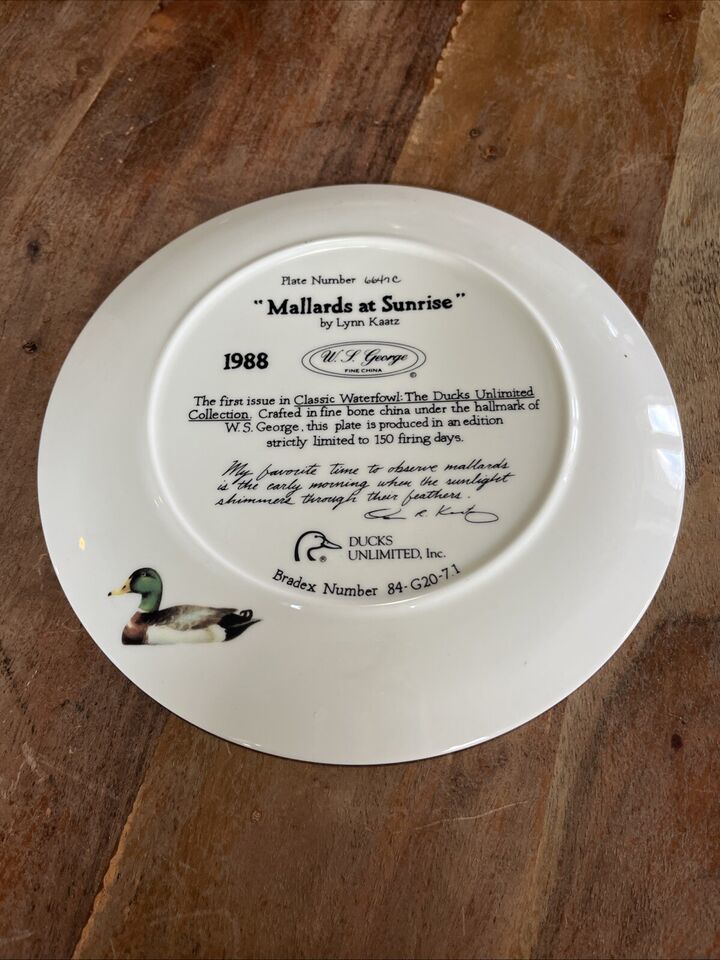 Plate Number 6647C
"Mallards at Sunrise"
by Lynn Kaatz
1988
W. S. George
FINE CHINA
©
The first issue in Classic Waterfowl: The Ducks Unlimited
Collection. Crafted in fine bone china under the hallmark of
W. S. George, this plate is produced in an edition
strictly limited to 150 firing days.
My favorite time to observe mallards
is the early morning when the sunlight
shimmers through their feathers.
R. Kaatz
DUCKS
®
UNLIMITED, Inc.
Bradex Number 84-G20-7.1